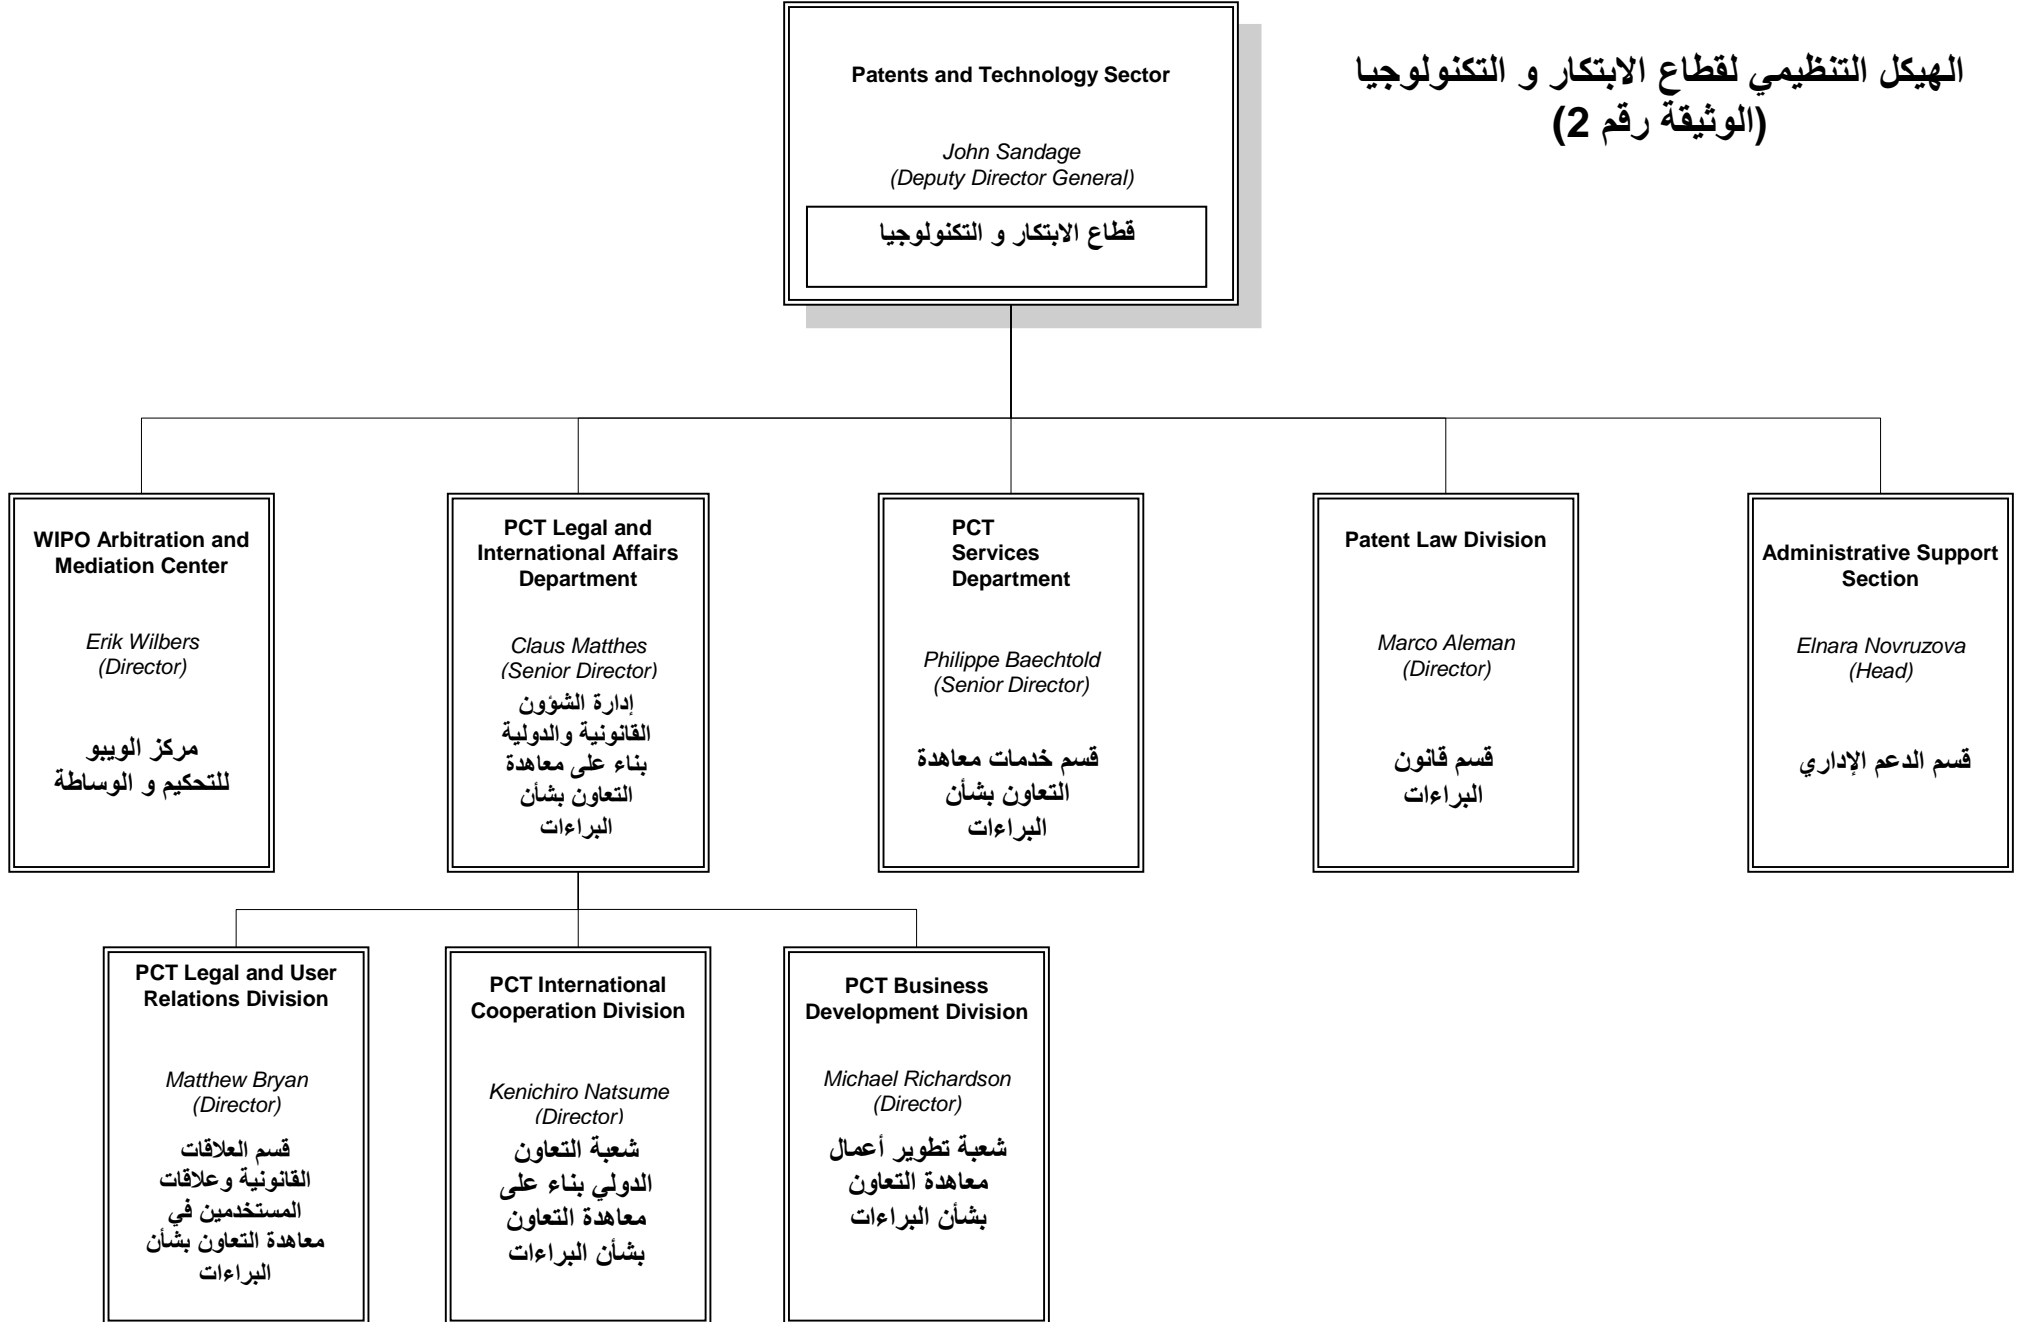 الهيكل التنظيمي لقطاع الابتكار و التكنولوجيا
(الوثيقة رقم 2)
Patents and Technology Sector
John Sandage
(Deputy Director General)
قطاع الابتكار و التكنولوجيا
WIPO Arbitration and
Mediation Center
Erik Wilbers
(Director)
مركز الويبو
للتحكيم و الوساطة
PCT Legal and
International Affairs
Department
Claus Matthes
(Senior Director)
إدارة الشؤون
القانونية والدولية
بناء على معاهدة
التعاون بشأن
البراءات
PCT
Services
Department
Philippe Baechtold
(Senior Director)
قسم خدمات معاهدة
التعاون بشأن
البراءات
Patent Law Division
Marco Aleman
(Director)
قسم قانون
البراءات
Administrative Support
Section
Elnara Novruzova
(Head)
قسم الدعم الإداري
PCT Legal and User
Relations Division
Matthew Bryan
(Director)
قسم العلاقات
القانونية وعلاقات
المستخدمين في
معاهدة التعاون بشأن
البراءات
PCT International
Cooperation Division
Kenichiro Natsume
(Director)
شعبة التعاون
الدولي بناء على
معاهدة التعاون
بشأن البراءات
PCT Business
Development Division
Michael Richardson
(Director)
شعبة تطوير أعمال
معاهدة التعاون
بشأن البراءات